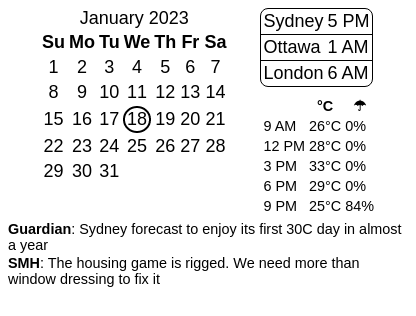 January 2023
Su Mo Tu We Th Fr Sa
1 2 3 4 5 6 7
8 9 10 11 12 13 14
15 16 17 18 19 20 21
22 23 24 25 26 27 28
29 30 31
Sydney 5 PM
Ottawa 1 AM
London 6 AM
°C ☂
9 AM 26°C 0%
12 PM 28°C 0%
3 PM 33°C 0%
6 PM 29°C 0%
9 PM 25°C 84%
Guardian: Sydney forecast to enjoy its first 30C day in almost
a year
SMH: The housing game is rigged. We need more than
window dressing to fix it